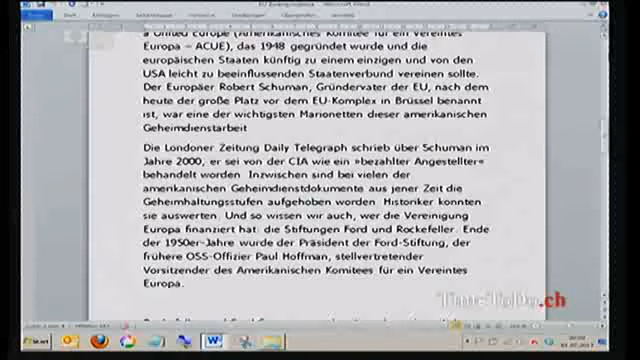 a United Europe (Amerikanisches Komitee für ein Vereintes
Europa – ACUE), das 1948 gegründet wurde und die
europäischen Staaten künftig zu einem einzigen und von den
USA leicht zu beeinflussenden Staatenverbund vereinen sollte.
Der Europäer Robert Schuman, Gründervater der EU, nach dem
heute der große Platz vor dem EU-Komplex in Brüssel benannt
ist, war eine der wichtigsten Marionetten dieser amerikanischen
Geheimdienstarbeit
Die Londoner Zeitung Daily Telegraph schrieb über Schuman im
Jahre 2000, er sei von der CIA wie ein »bezahlter Angestellter«
behandelt worden. Inzwischen sind bei vielen der
amerikanischen Geheimdienstdokumente aus jener Zeit die
Geheimhaltungsstufen aufgehoben worden. Historiker konnten
sie auswerten. Und so wissen wir auch, wer die Vereinigung
Europa finanziert hat: die Stiftungen Ford und Rockefeller. Ende
der 1950er-Jahre wurde der Präsident der Ford-Stiftung, der
frühere OSS-Offizier Paul Hoffman, stellvertretender
Vorsitzender des Amerikanischen Komitees für ein Vereintes
Europa.
TimeToDo.ch